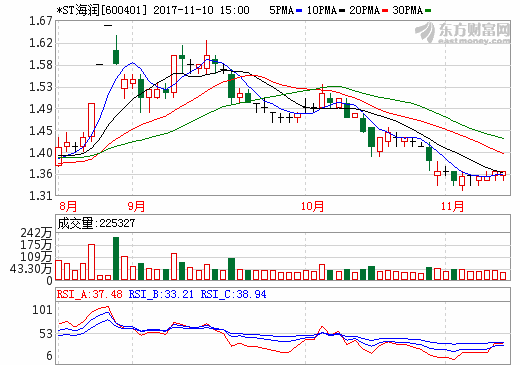 *ST海润[600401] 2017-11-10 15:00 5PMA 10PMA 20PMA 30PMA
东方财富网
eastmoney.com
1.67
1.62
1.58
1.53
1.49
1.45
1.40
1.36
1.31
8月 9月 10月 11月
成交量:225327
242万
175万
109万
43.30万
0
RSI_A:37.48 RSI_B:33.21 RSI_C:38.94
101
53
6